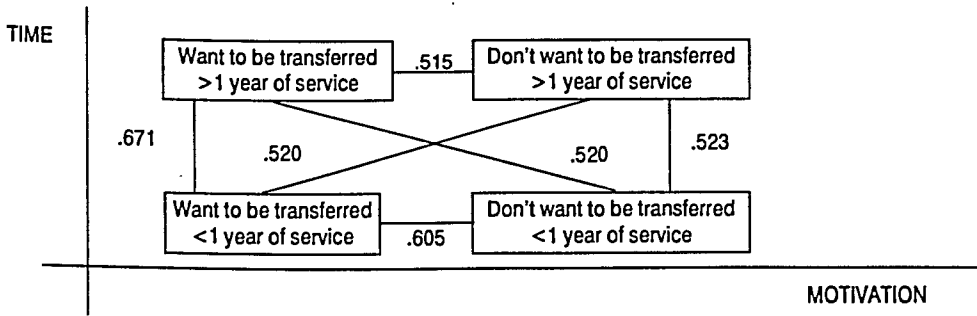 TIME
Want to be transferred
>1 year of service
.515
Don't want to be transferred
>1 year of service
.671
.520
.520
.523
Want to be transferred
<1 year of service
.605
Don't want to be transferred
<1 year of service
MOTIVATION